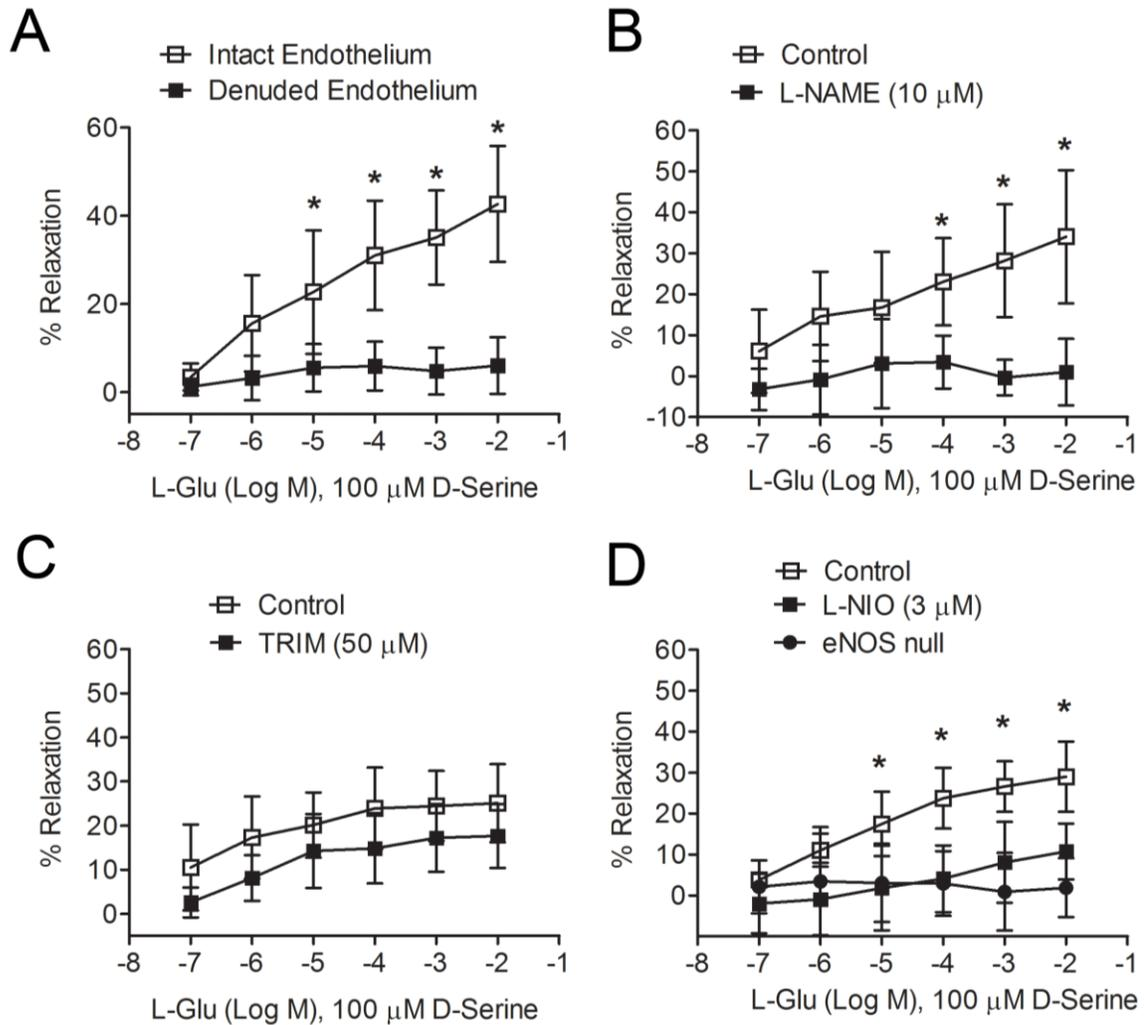 A
Intact Endothelium
Denuded Endothelium
60
40
20
0
% Relaxation
* * * *
-8 -7 -6 -5 -4 -3 -2 -1
L-Glu (Log M), 100 μM D-Serine
B
Control
L-NAME (10 μM)
60
50
40
30
20
10
0
-10
% Relaxation
* * *
-8 -7 -6 -5 -4 -3 -2 -1
L-Glu (Log M), 100 μM D-Serine
C
Control
TRIM (50 μM)
60
50
40
30
20
10
0
% Relaxation
-8 -7 -6 -5 -4 -3 -2 -1
L-Glu (Log M), 100 μM D-Serine
D
Control
L-NIO (3 μM)
eNOS null
60
50
40
30
20
10
0
% Relaxation
* * * *
-8 -7 -6 -5 -4 -3 -2 -1
L-Glu (Log M), 100 μM D-Serine